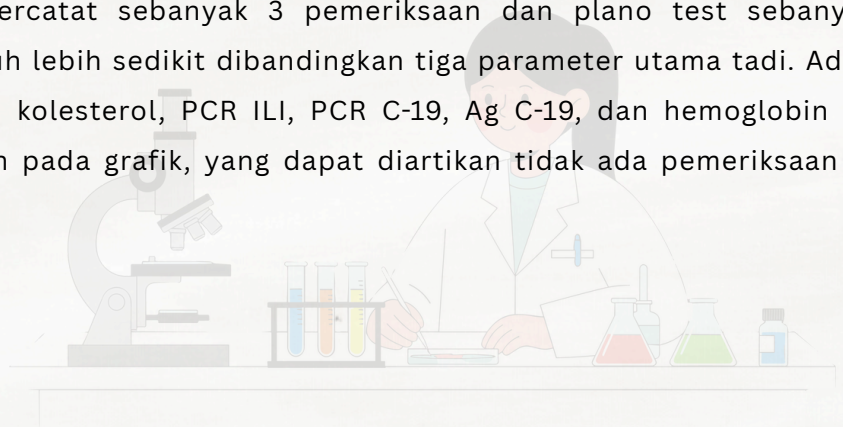 ercatat sebanyak 3 pemeriksaan dan plano test sebany
uh lebih sedikit dibandingkan tiga parameter utama tadi. Ad
kolesterol, PCR ILI, PCR C-19, Ag C-19, dan hemoglobin
n pada grafik, yang dapat diartikan tidak ada pemeriksaan